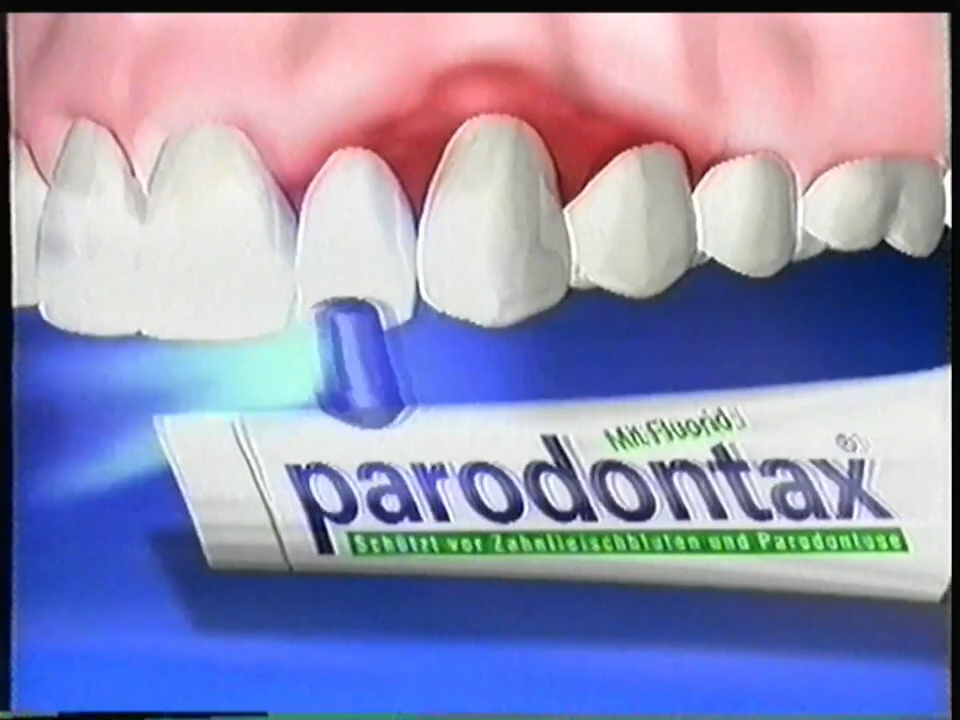 Mit Fluorid
parodontax®
Schützt vor Zahnfleischbluten und Parodontose